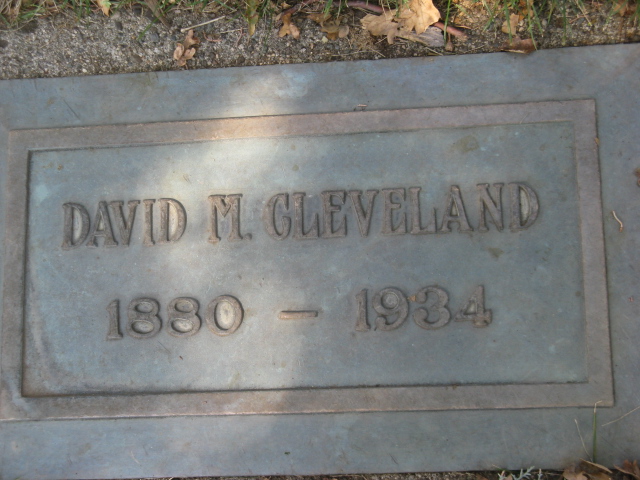 DAVID M. CLEVELAND
1880 – 1934